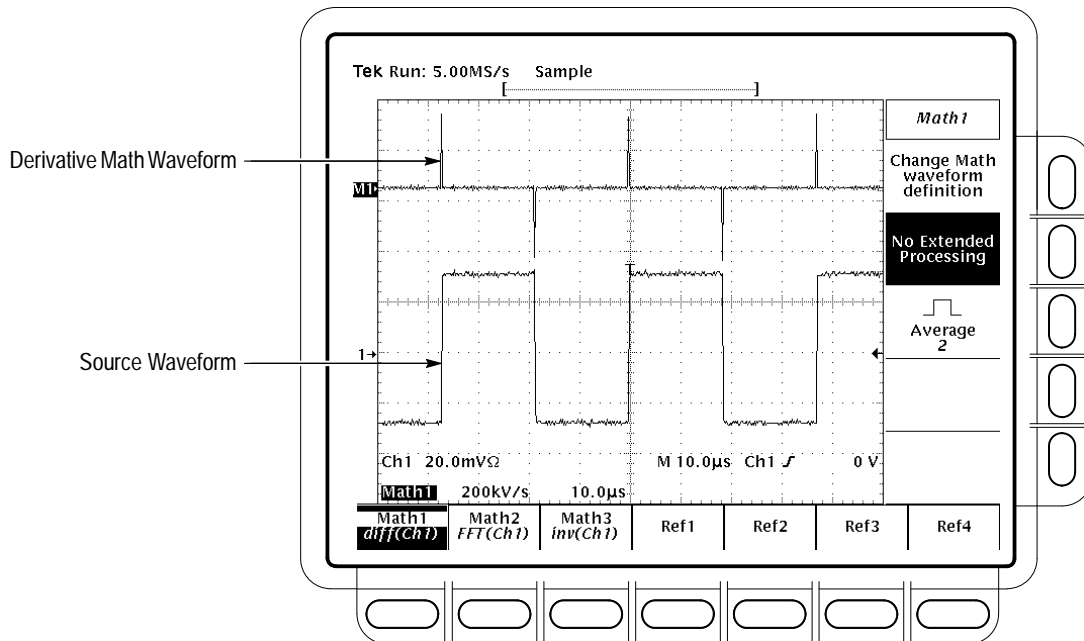 Tek Run: 5.00MS/s Sample
[ ]
Derivative Math Waveform
M1
Source Waveform
1
T
Ch1 20.0mVΩ M 10.0µs Ch1 0 V
Math1 200kV/s 10.0µs
Math1
Change Math
waveform
definition
No Extended
Processing
Average
2
Math1
diff(Ch1)
Math2
FFT(Ch1)
Math3
inv(Ch1)
Ref1
Ref2
Ref3
Ref4